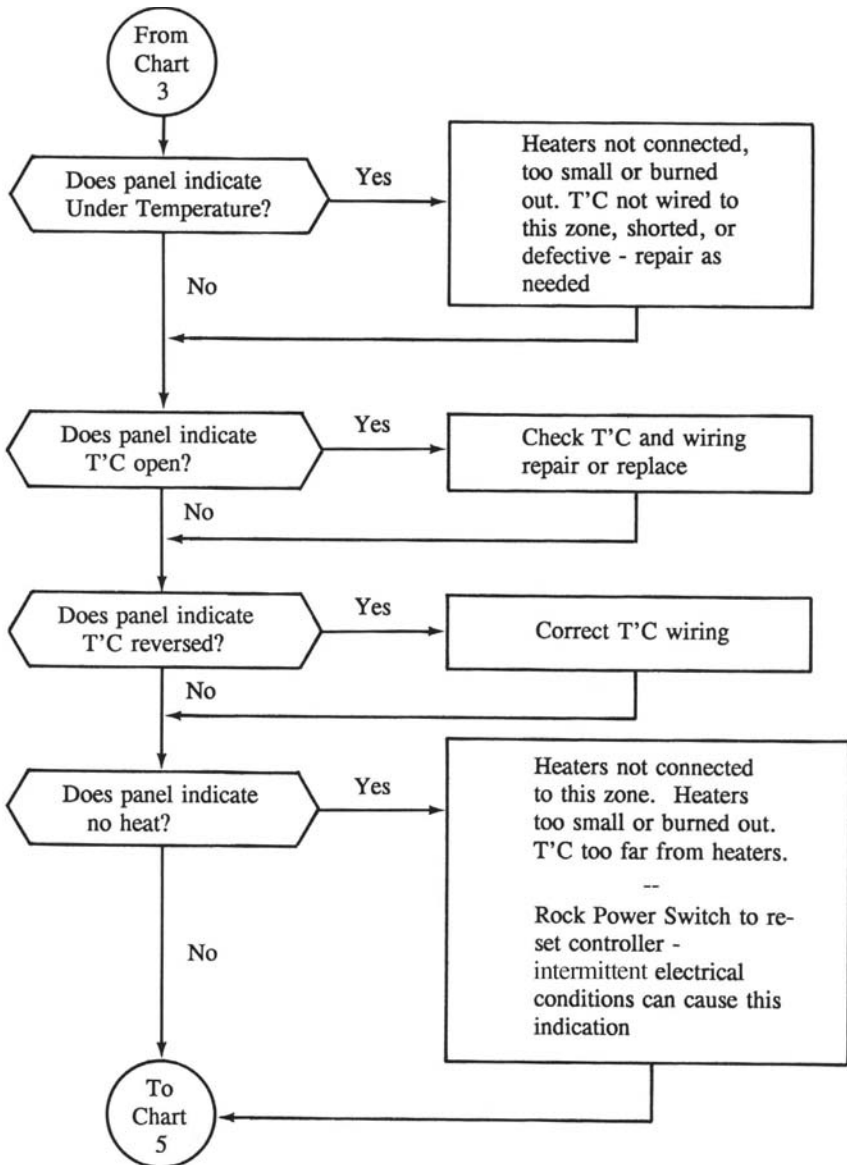 From
Chart
3
Does panel indicate
Under Temperature?
Yes
Heaters not connected,
too small or burned
out. T'C not wired to
this zone, shorted, or
defective - repair as
needed
No
Does panel indicate
T'C open?
Yes
Check T'C and wiring
repair or replace
No
Does panel indicate
T'C reversed?
Yes
Correct T'C wiring
No
Does panel indicate
no heat?
Yes
Heaters not connected
to this zone. Heaters
too small or burned out.
T'C too far from heaters.
--
Rock Power Switch to re-
set controller -
intermittent electrical
conditions can cause this
indication
No
To
Chart
5